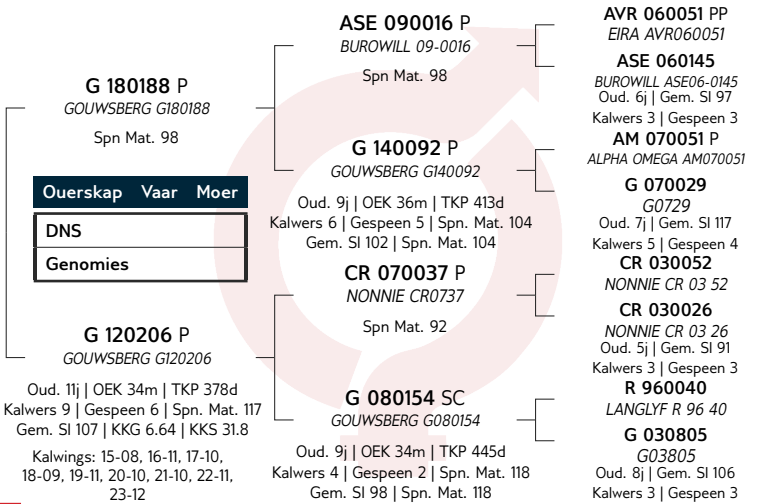 G 180188 P
GOUWSBERG G180188
Spn Mat. 98
Ouerskap Vaar Moer
DNS
Genomies
G 120206 P
GOUWSBERG G120206
Oud. 11j | OEK 34m | TKP 378d
Kalwers 9 | Gespeen 6 | Spn. Mat. 117
Gem. SI 107 | KKG 6.64 | KKS 31.8
Kalwings: 15-08, 16-11, 17-10,
18-09, 19-11, 20-10, 21-10, 22-11,
23-12
ASE 090016 P
BUROWILL 09-0016
Spn Mat. 98
G 140092 P
GOUWSBERG G140092
Oud. 9j | OEK 36m | TKP 413d
Kalwers 6 | Gespeen 5 | Spn. Mat. 104
Gem. SI 102 | Spn. Mat. 104
CR 070037 P
NONNIE CR0737
Spn Mat. 92
G 080154 SC
GOUWSBERG G080154
Oud. 9j | OEK 34m | TKP 445d
Kalwers 4 | Gespeen 2 | Spn. Mat. 118
Gem. SI 98 | Spn. Mat. 118
AVR 060051 PP
EIRA AVR060051
ASE 060145
BUROWILL ASE06-0145
Oud. 6j | Gem. SI 97
Kalwers 3 | Gespeen 3
AM 070051 P
ALPHA OMEGA AM070051
G 070029
G0729
Oud. 7j | Gem. SI 117
Kalwers 5 | Gespeen 4
CR 030052
NONNIE CR 03 52
CR 030026
NONNIE CR 03 26
Oud. 5j | Gem. SI 91
Kalwers 3 | Gespeen 3
R 960040
LANGLYF R 96 40
G 030805
G03805
Oud. 8j | Gem. SI 106
Kalwers 3 | Gespeen 3